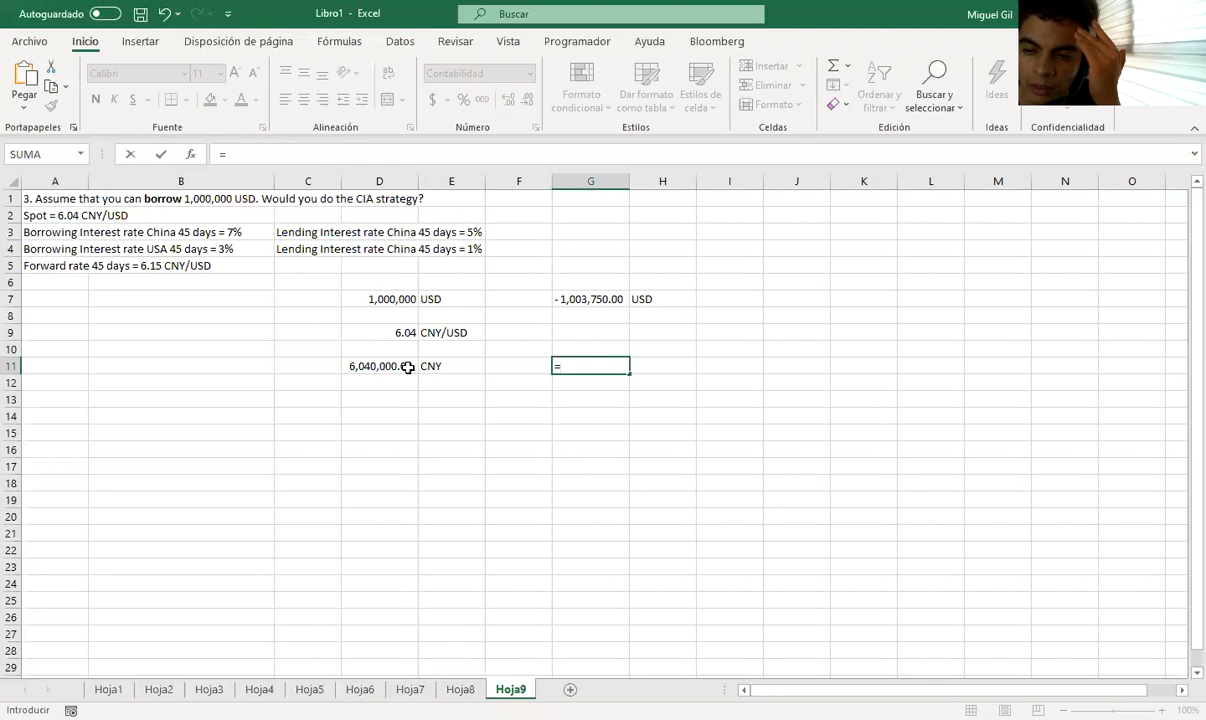 Autoguardado
Libro1 - Excel
Buscar
Miguel Gil
Archivo Inicio Insertar Disposición de página Fórmulas Datos Revisar Vista Programador Ayuda Bloomberg
Pegar
Calibri 11
N K S
Contabilidad
$ % 000
Formato condicional
Dar formato como tabla
Estilos de celda
Insertar
Eliminar
Formato
Ordenar y filtrar
Buscar y seleccionar
Ideas
Portapapeles Fuente Alineación Número Estilos Celdas Edición Ideas Confidencialidad
SUMA fx =
A B C D E F G H I J K L M N O
1 3. Assume that you can borrow 1,000,000 USD. Would you do the CIA strategy?
2 Spot = 6.04 CNY/USD
3 Borrowing Interest rate China 45 days = 7% Lending Interest rate China 45 days = 5%
4 Borrowing Interest rate USA 45 days = 3% Lending Interest rate China 45 days = 1%
5 Forward rate 45 days = 6.15 CNY/USD
6
7 1,000,000 USD - 1,003,750.00 USD
8
9 6.04 CNY/USD
10
11 6,040,000. CNY =
12
13
14
15
16
17
18
19
20
21
22
23
24
25
26
27
28
29
Hoja1 Hoja2 Hoja3 Hoja4 Hoja5 Hoja6 Hoja7 Hoja8 Hoja9
Introducir
100%